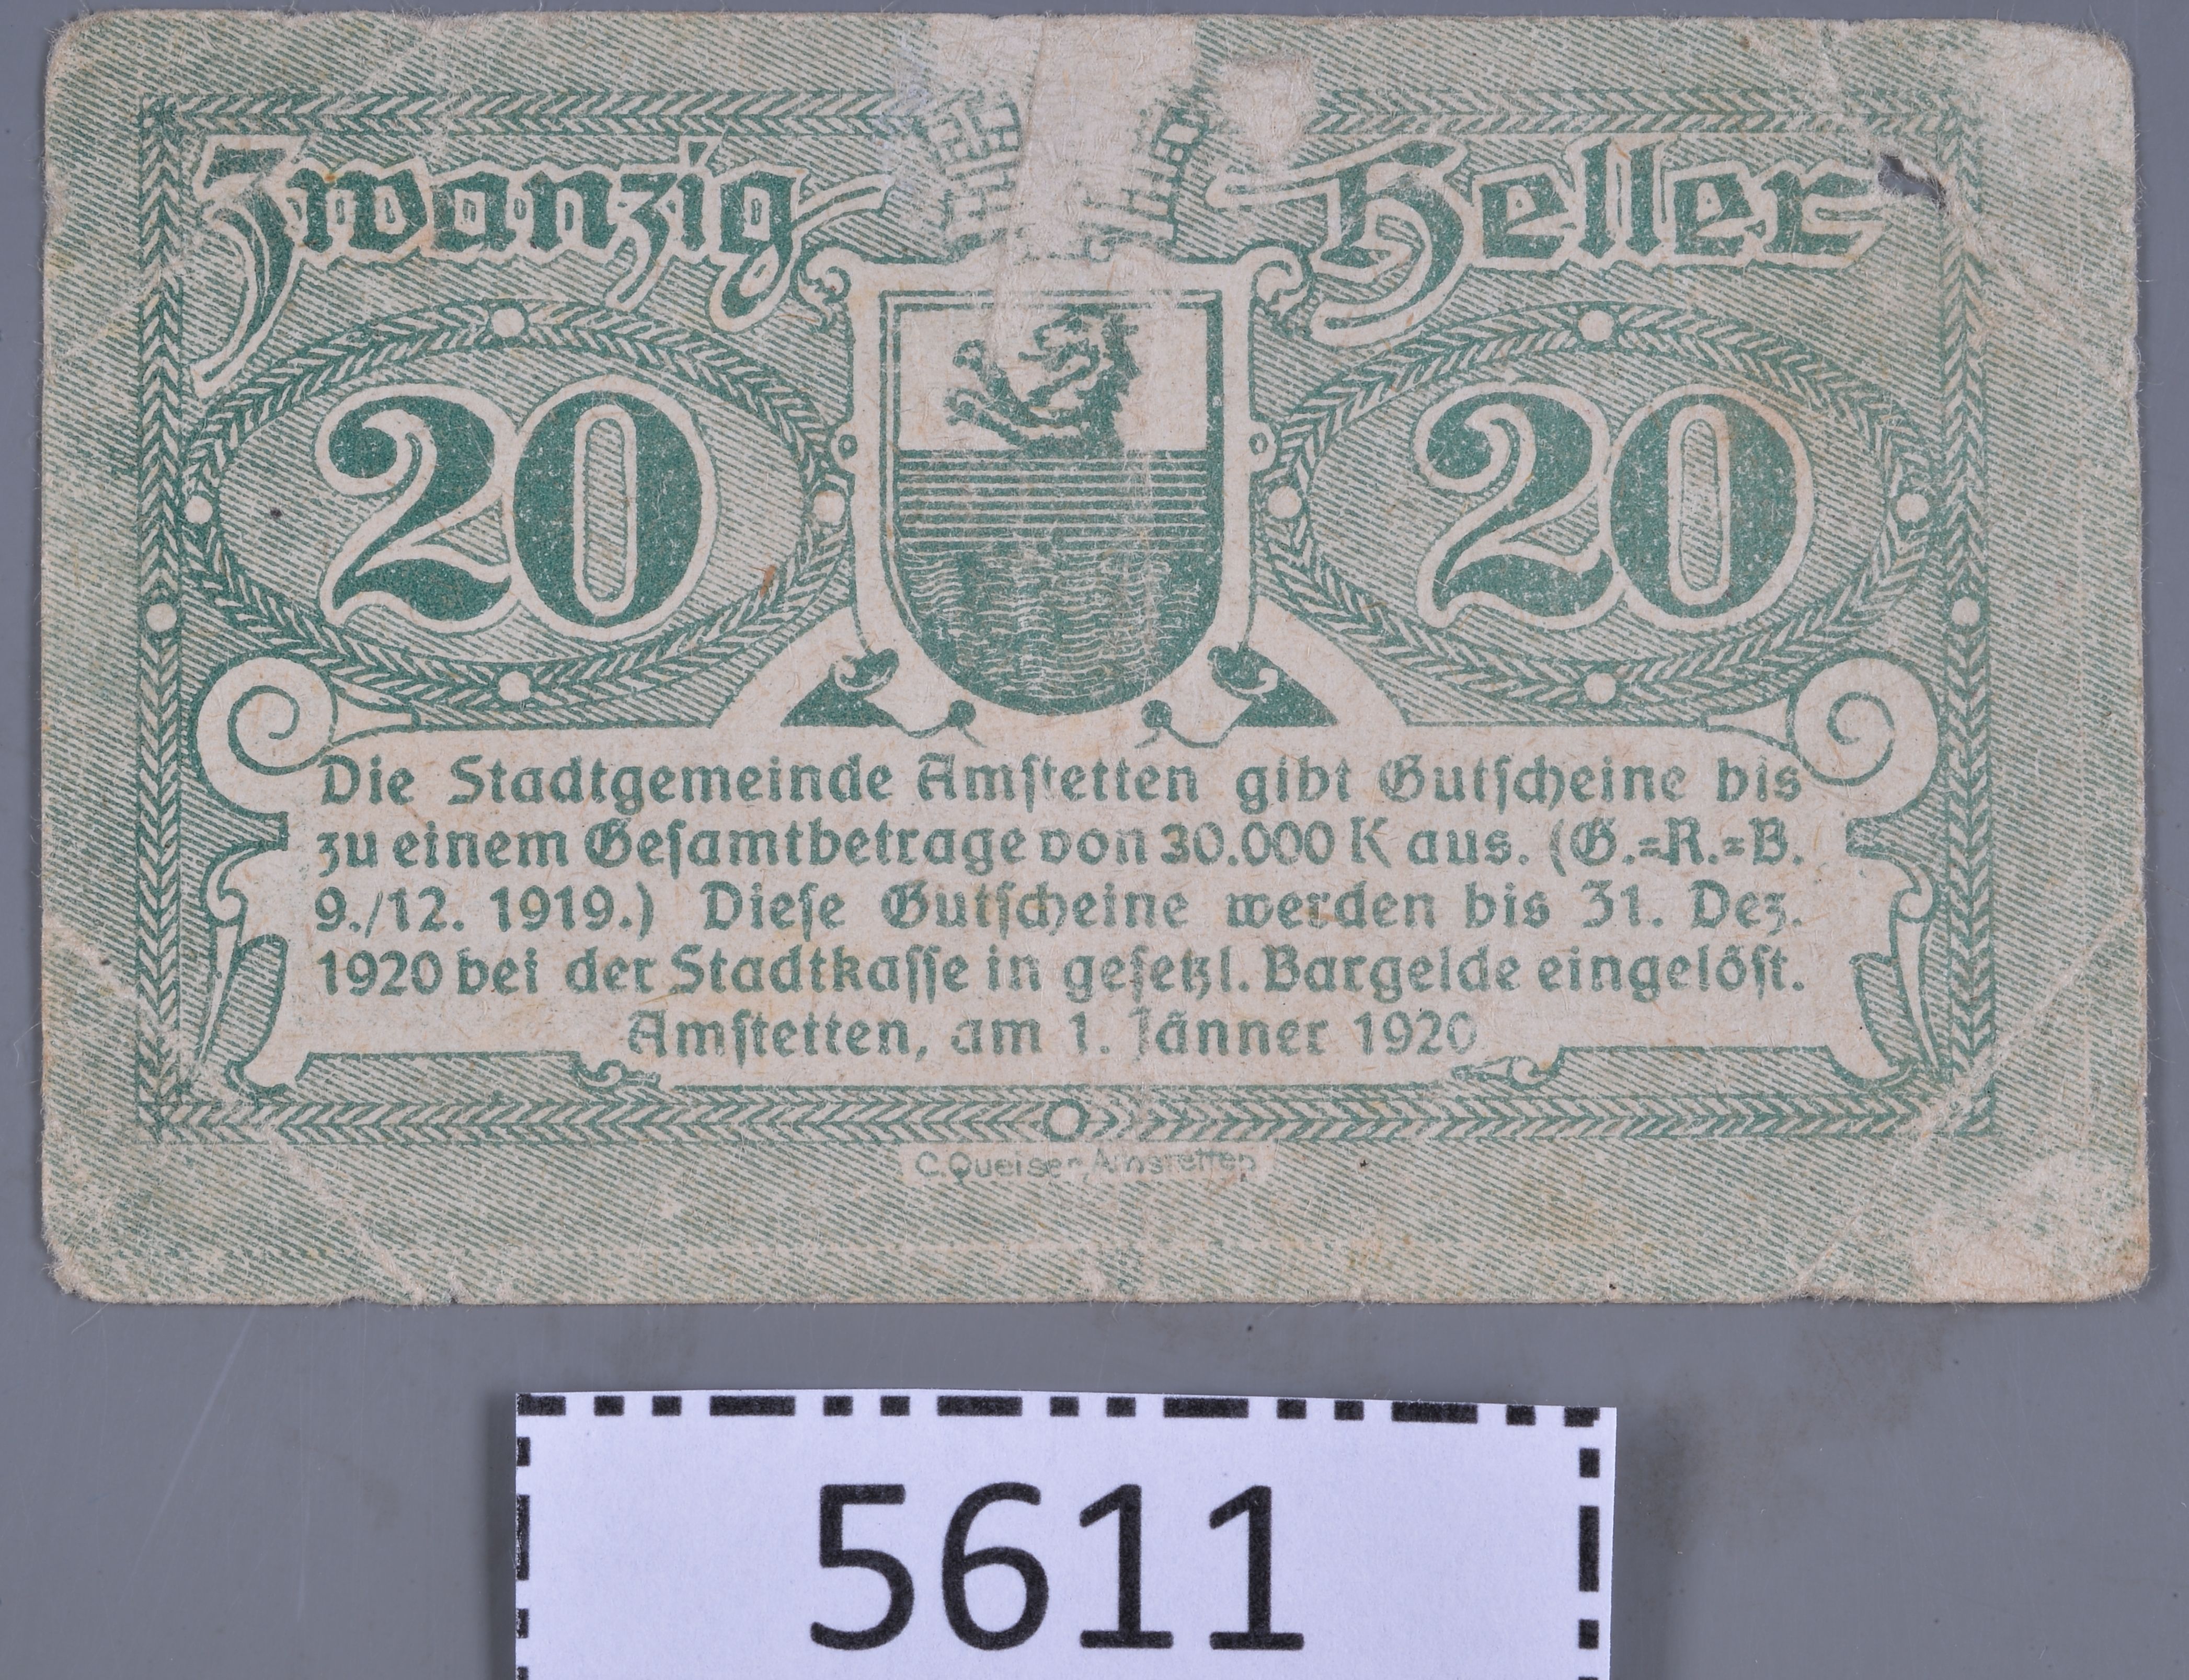 Zwanzig Heller
20 20
Die Stadtgemeinde Amstetten gibt Gutscheine bis
zu einem Gesamtbetrage von 30.000 K aus. (G.=R.=B.
9./12. 1919.) Diese Gutscheine werden bis 31. Dez.
1920 bei der Stadtkasse in gesetzl. Bargelde eingelöst.
Amstetten, am 1. Jänner 1920
C. Queiser, Amstetten
5611